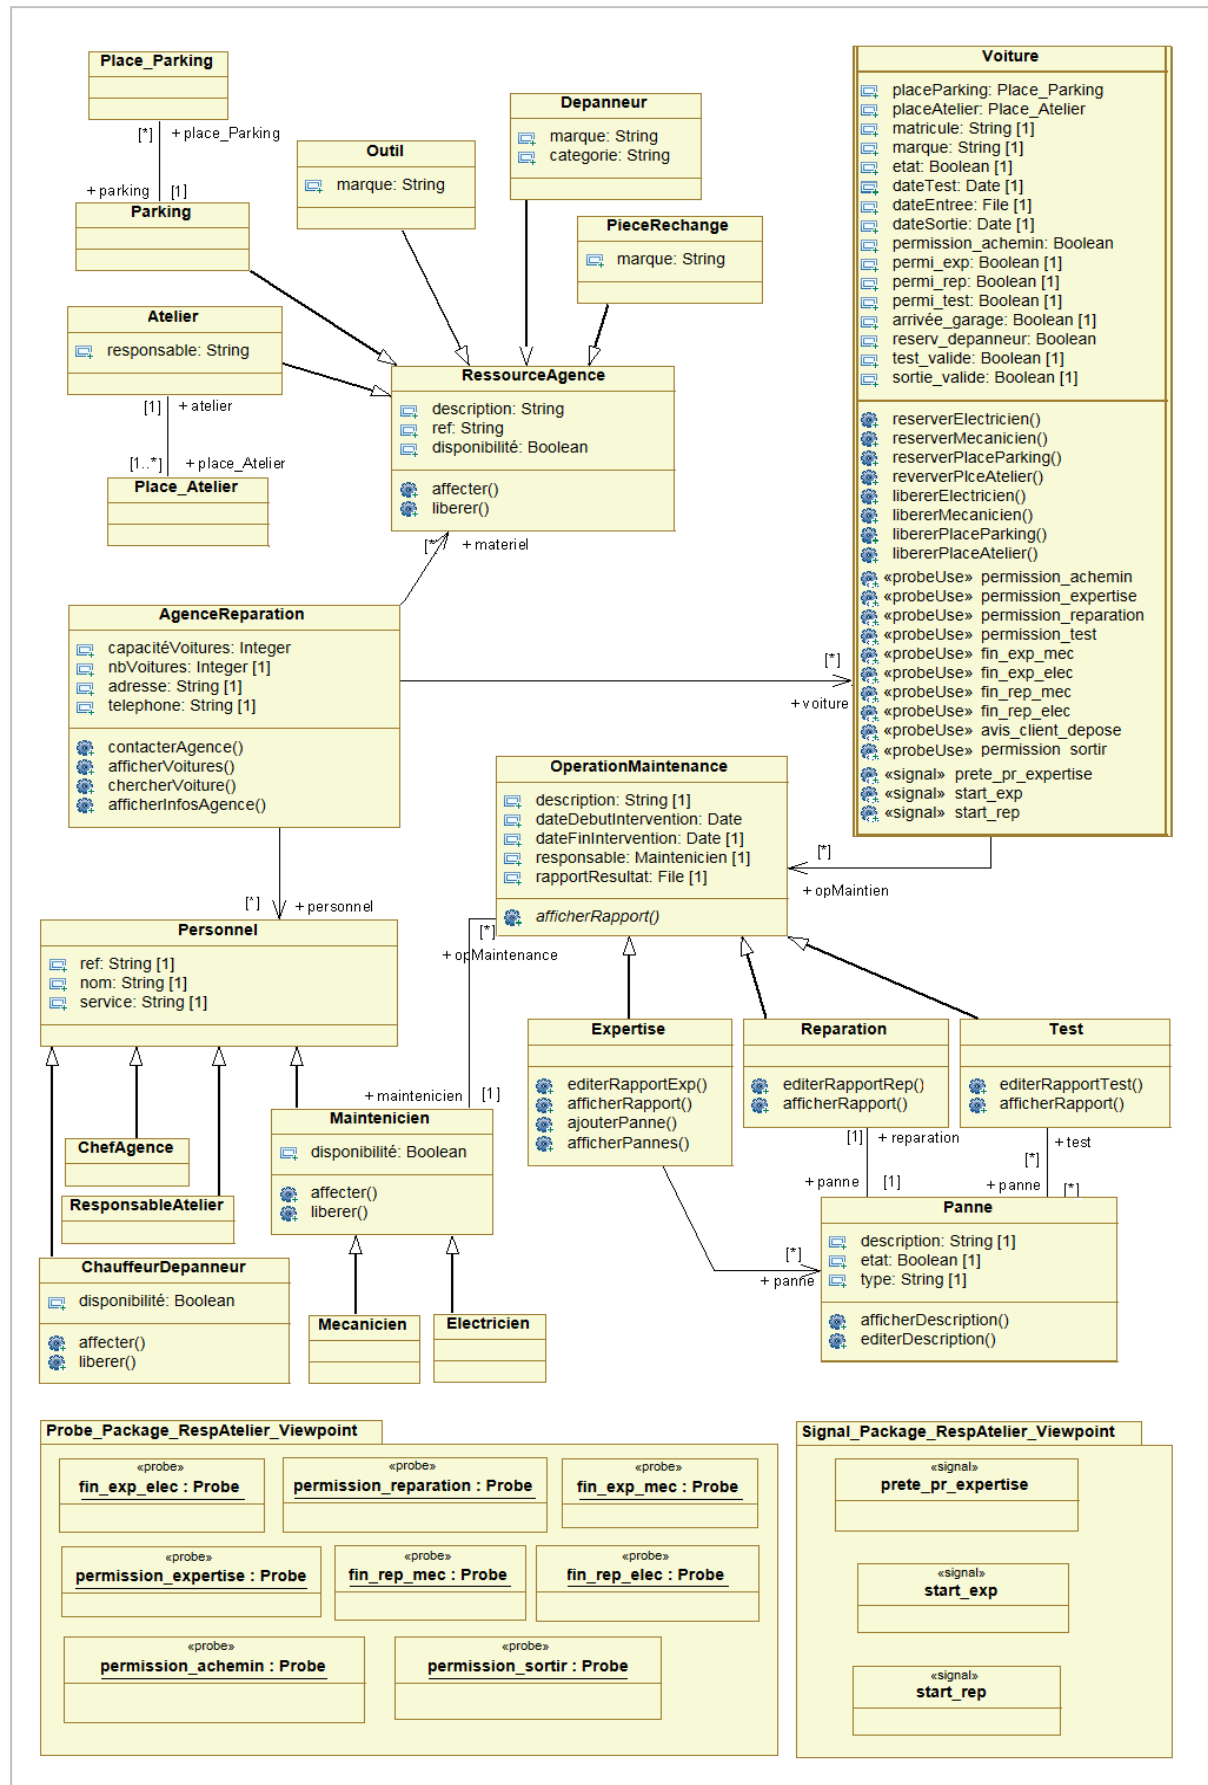 Place_Parking
[*]
+ place_Parking
+ parking
[1]
Parking
Outil
marque: String
Depanneur
marque: String
categorie: String
PieceRechange
marque: String
Voiture
placeParking: Place_Parking
placeAtelier: Place_Atelier
matricule: String [1]
marque: String [1]
etat: Boolean [1]
dateTest: Date [1]
dateEntree: File [1]
dateSortie: Date [1]
permission_achemin: Boolean
permi_exp: Boolean [1]
permi_rep: Boolean [1]
permi_test: Boolean [1]
arrivée_garage: Boolean [1]
reserv_depanneur: Boolean
test_valide: Boolean [1]
sortie_valide: Boolean [1]
reserverElectricien()
reserverMecanicien()
reserverPlaceParking()
reververPlceAtelier()
libererElectricien()
libererMecanicien()
libererPlaceParking()
libererPlaceAtelier()
«probeUse» permission_achemin
«probeUse» permission_expertise
«probeUse» permission_reparation
«probeUse» permission_test
«probeUse» fin_exp_mec
«probeUse» fin_exp_elec
«probeUse» fin_rep_mec
«probeUse» fin_rep_elec
«probeUse» avis_client_depose
«probeUse» permission_sortir
«signal» prete_pr_expertise
«signal» start_exp
«signal» start_rep
Atelier
responsable: String
[1]
+ atelier
[1..*]
+ place_Atelier
Place_Atelier
RessourceAgence
description: String
ref: String
disponibilité: Boolean
affecter()
liberer()
[*]
+ materiel
AgenceReparation
capacitéVoitures: Integer
nbVoitures: Integer [1]
adresse: String [1]
telephone: String [1]
contacterAgence()
afficherVoitures()
chercherVoiture()
afficherInfosAgence()
[*]
+ voiture
OperationMaintenance
description: String [1]
dateDebutIntervention: Date
dateFinIntervention: Date [1]
responsable: Maintenicien [1]
rapportResultat: File [1]
afficherRapport()
[*]
+ opMaintien
[*]
+ personnel
[*]
+ opMaintenance
Personnel
ref: String [1]
nom: String [1]
service: String [1]
Expertise
editerRapportExp()
afficherRapport()
ajouterPanne()
afficherPannes()
Reparation
editerRapportRep()
afficherRapport()
Test
editerRapportTest()
afficherRapport()
+ maintenicien
[1]
Maintenicien
disponibilité: Boolean
affecter()
liberer()
ChefAgence
ResponsableAtelier
ChauffeurDepanneur
disponibilité: Boolean
affecter()
liberer()
Mecanicien
Electricien
[1]
+ reparation
+ test
[*]
+ panne
[1]
+ panne
[*]
Panne
description: String [1]
etat: Boolean [1]
type: String [1]
afficherDescription()
editerDescription()
[*]
+ panne
Probe_Package_RespAtelier_Viewpoint
«probe»
fin_exp_elec : Probe
«probe»
permission_reparation : Probe
«probe»
fin_exp_mec : Probe
«probe»
permission_expertise : Probe
«probe»
fin_rep_mec : Probe
«probe»
fin_rep_elec : Probe
«probe»
permission_achemin : Probe
«probe»
permission_sortir : Probe
Signal_Package_RespAtelier_Viewpoint
«signal»
prete_pr_expertise
«signal»
start_exp
«signal»
start_rep